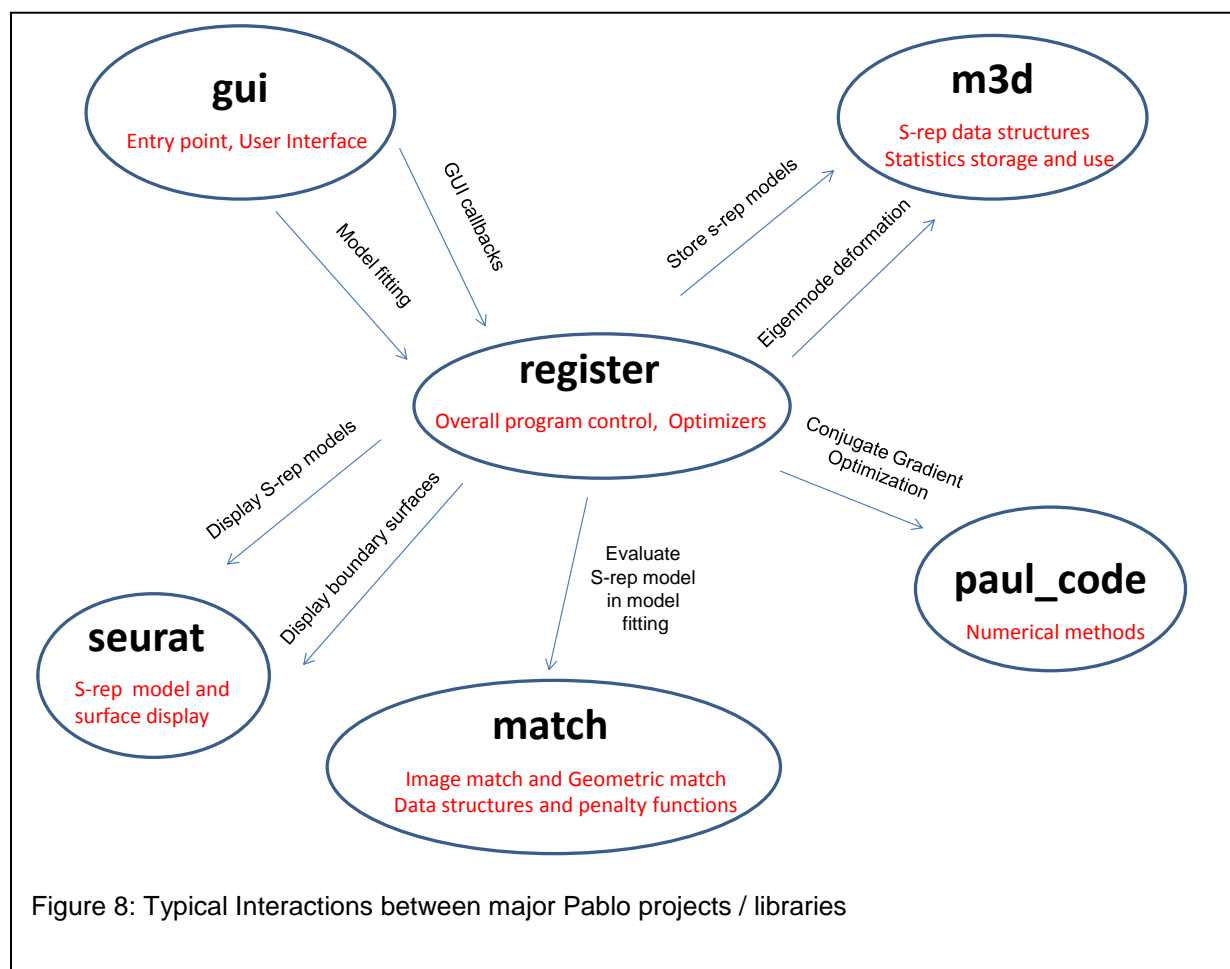 gui
Entry point, User Interface
m3d
S-rep data structures
Statistics storage and use
GUI callbacks
Model fitting
Store s-rep models
Eigenmode deformation
register
Overall program control, Optimizers
Conjugate Gradient
Optimization
Display S-rep models
Display boundary surfaces
Evaluate
S-rep model
in model
fitting
paul_code
Numerical methods
seurat
S-rep model and
surface display
match
Image match and Geometric match
Data structures and penalty functions
Figure 8: Typical Interactions between major Pablo projects / libraries